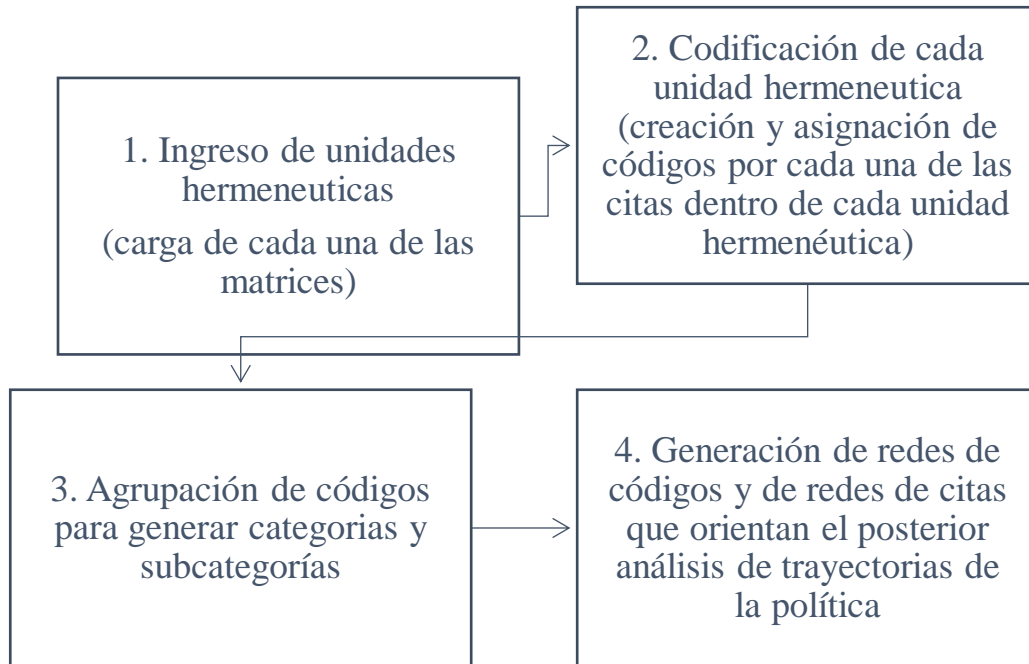 1. Ingreso de unidades
hermeneuticas
(carga de cada una de las
matrices)
2. Codificación de cada
unidad hermeneutica
(creación y asignación de
códigos por cada una de las
citas dentro de cada unidad
hermenéutica)
3. Agrupación de códigos
para generar categorias y
subcategorías
4. Generación de redes de
códigos y de redes de citas
que orientan el posterior
análisis de trayectorias de
la política